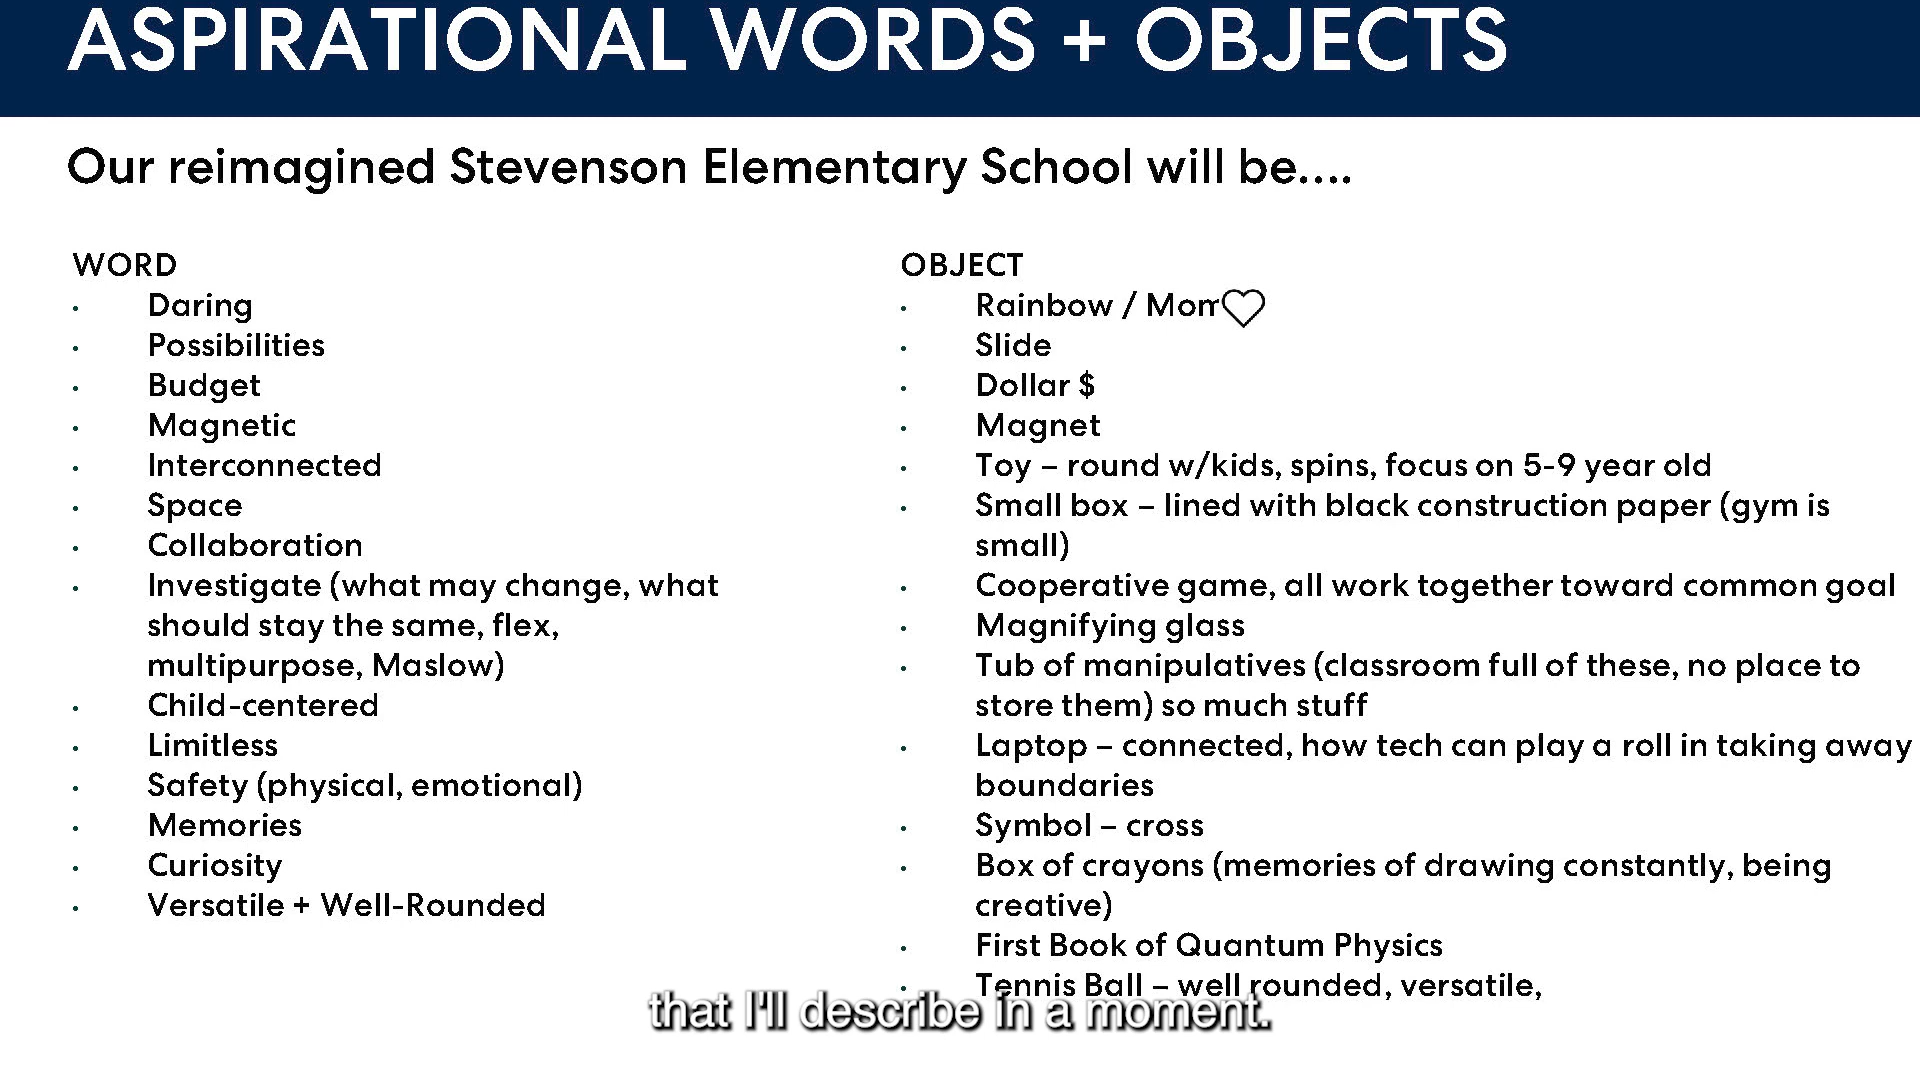 ASPIRATIONAL WORDS + OBJECTS
Our reimagined Stevenson Elementary School will be....
WORD
· Daring
· Possibilities
· Budget
· Magnetic
· Interconnected
· Space
· Collaboration
· Investigate (what may change, what
should stay the same, flex,
multipurpose, Maslow)
· Child-centered
· Limitless
· Safety (physical, emotional)
· Memories
· Curiosity
· Versatile + Well-Rounded
OBJECT
· Rainbow / Mom
· Slide
· Dollar $
· Magnet
· Toy – round w/kids, spins, focus on 5-9 year old
· Small box – lined with black construction paper (gym is
small)
· Cooperative game, all work together toward common goal
· Magnifying glass
· Tub of manipulatives (classroom full of these, no place to
store them) so much stuff
· Laptop – connected, how tech can play a roll in taking away
boundaries
· Symbol – cross
· Box of crayons (memories of drawing constantly, being
creative)
· First Book of Quantum Physics
· Tennis Ball – well rounded, versatile,
that I'll describe in a moment.